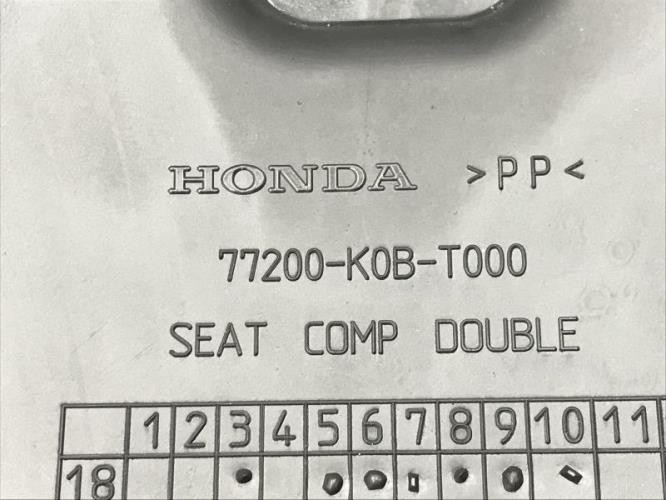 HONDA >PP<
77200-K0B-T000
SEAT COMP DOUBLE
1 2 3 4 5 6 7 8 9 10 11
18